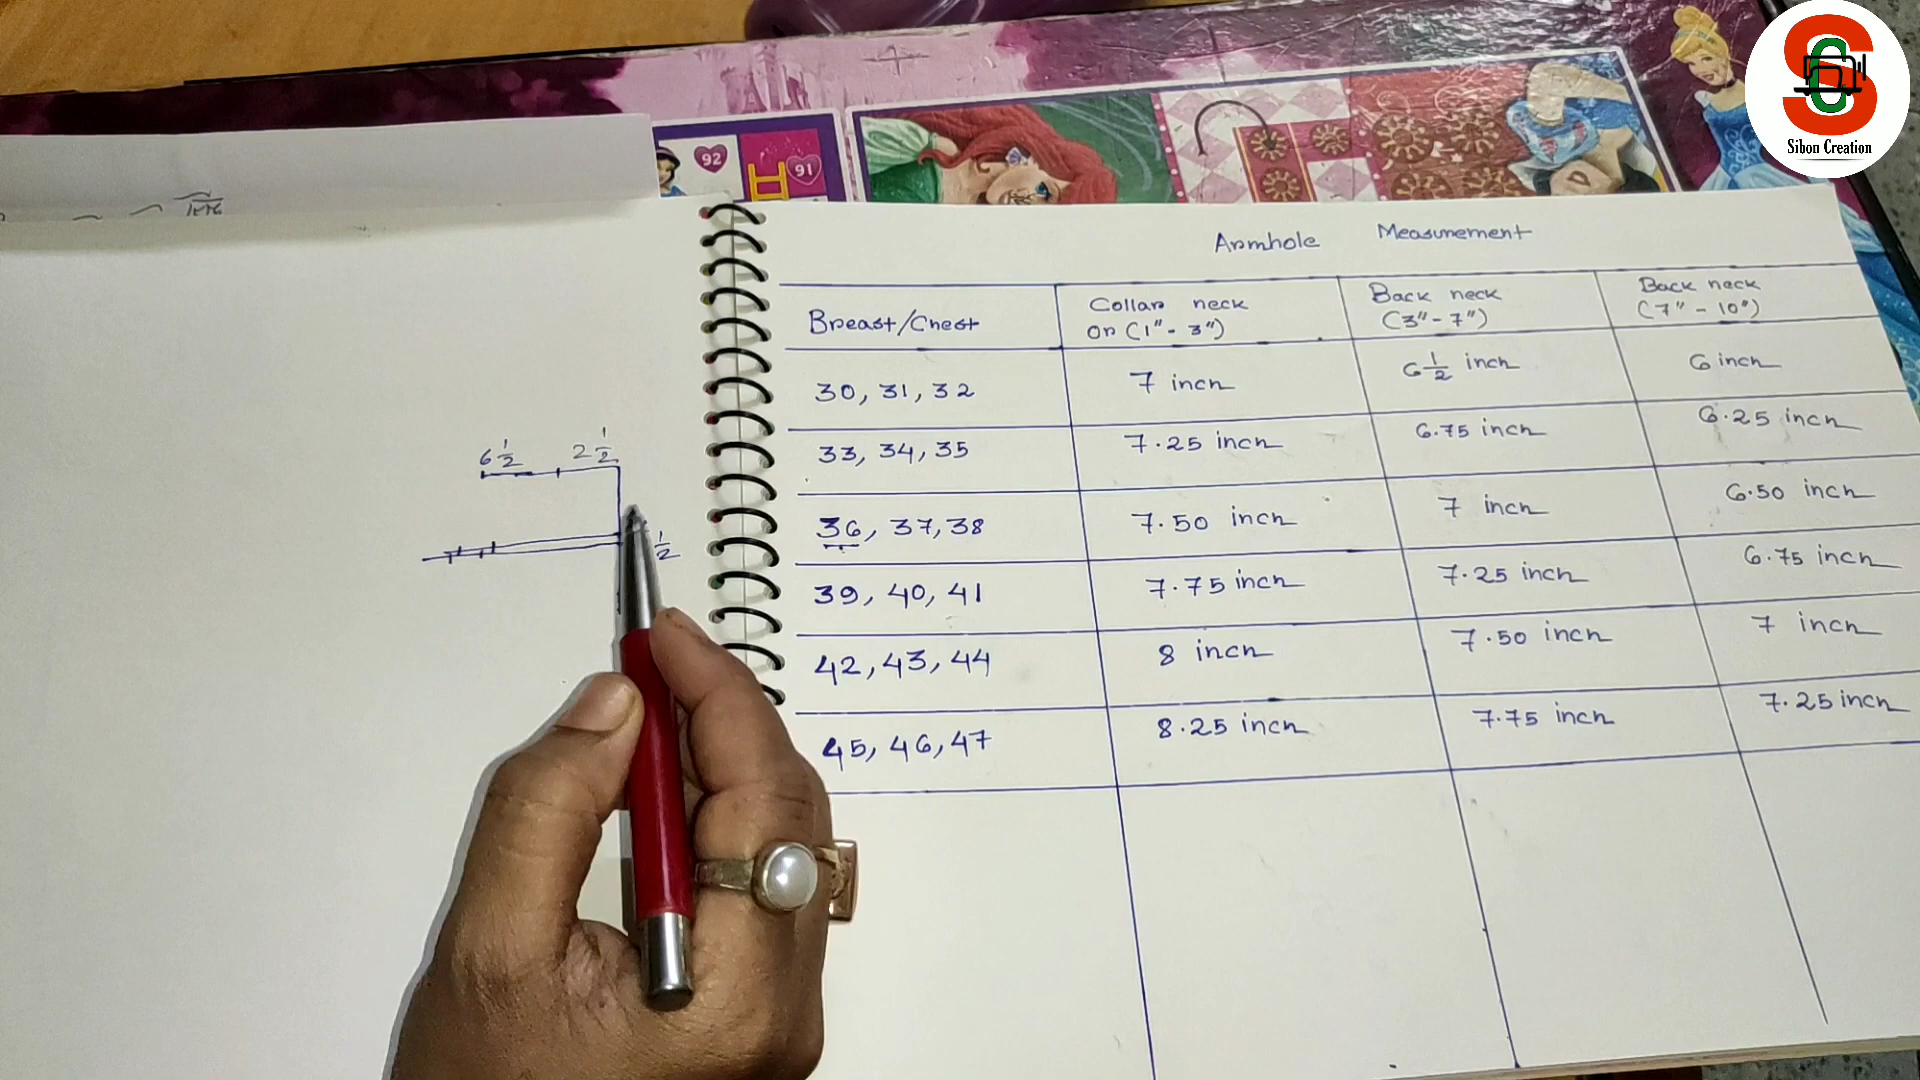 Sibon Creation
92
91
Armhole Measurement
Breast/Chest
Collar neck
or (1" - 3")
Back neck
(3" - 7")
Back neck
(7" - 10")
30, 31, 32
7 inch
6 1/2 inch
6 inch
33, 34, 35
7.25 inch
6.75 inch
6.25 inch
36, 37, 38
7.50 inch
7 inch
6.50 inch
39, 40, 41
7.75 inch
7.25 inch
6.75 inch
42, 43, 44
8 inch
7.50 inch
7 inch
45, 46, 47
8.25 inch
7.75 inch
7.25 inch
6 1/2
2 1/2
1/2